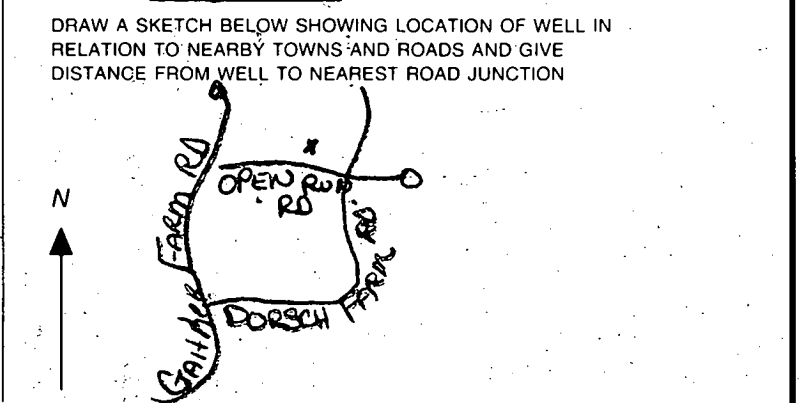 DRAW A SKETCH BELOW SHOWING LOCATION OF WELL IN
RELATION TO NEARBY TOWNS AND ROADS AND GIVE
DISTANCE FROM WELL TO NEAREST ROAD JUNCTION
X
OPEN RUN
RD
N
GAITHER FARM RD
DORSCH FARM RD